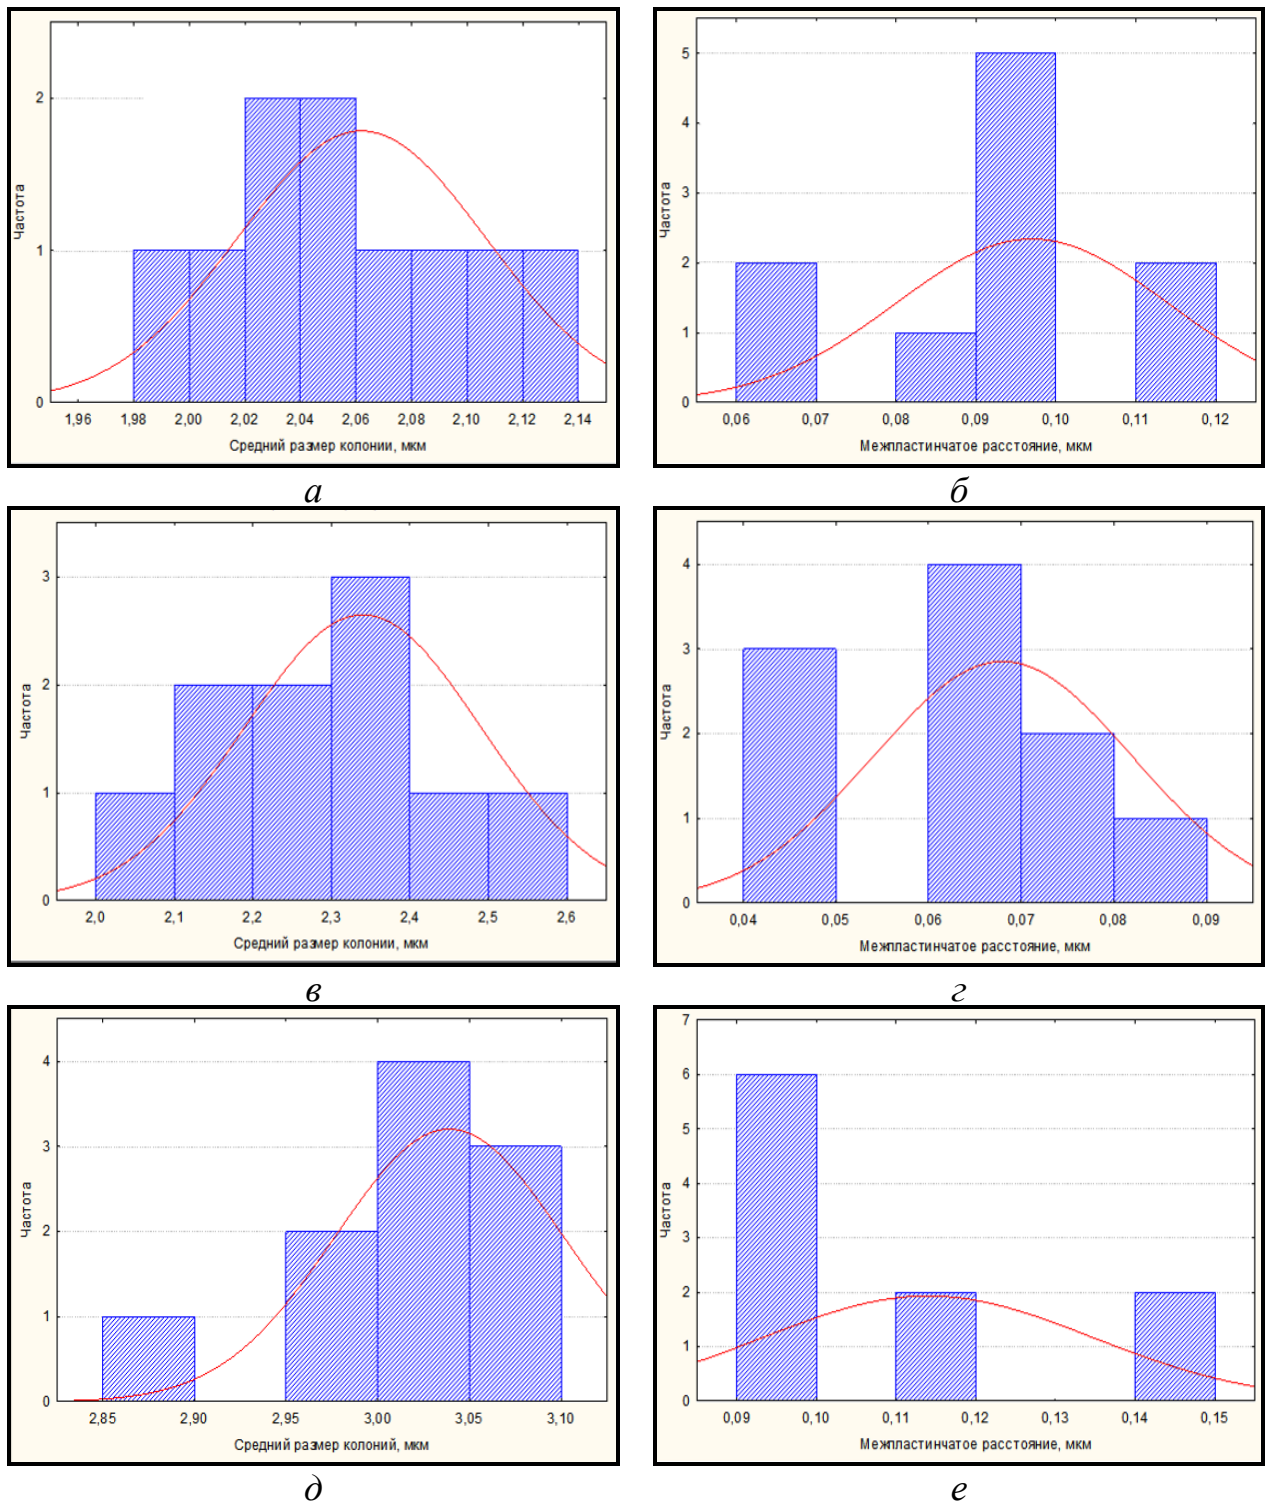 2
1
0
Частота
1,96 1,98 2,00 2,02 2,04 2,06 2,08 2,10 2,12 2,14
Средний размер колонии, мкм
а
5
4
3
2
1
0
Частота
0,06 0,07 0,08 0,09 0,10 0,11 0,12
Межпластинчатое расстояние, мкм
б
3
2
1
0
Частота
2,0 2,1 2,2 2,3 2,4 2,5 2,6
Средний размер колонии, мкм
в
4
3
2
1
0
Частота
0,04 0,05 0,06 0,07 0,08 0,09
Межпластинчатое расстояние, мкм
г
4
3
2
1
0
Частота
2,85 2,90 2,95 3,00 3,05 3,10
Средний размер колоний, мкм
д
7
6
5
4
3
2
1
0
Частота
0,09 0,10 0,11 0,12 0,13 0,14 0,15
Межпластинчатое расстояние, мкм
е